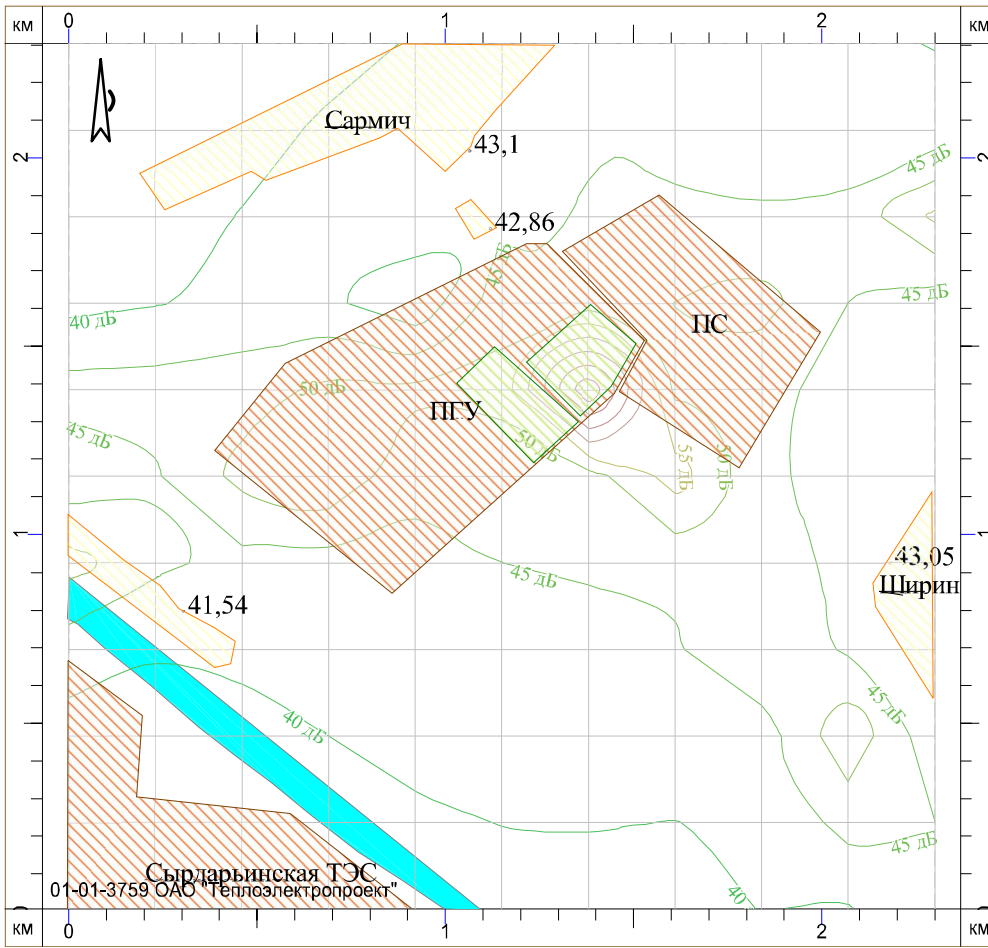 км 0 1 2 км
Сармич
43,1
2 2
45 дБ
42,86
45 дБ
45 дБ
40 дБ
ПС
50 дБ
ПГУ
45 дБ
50 дБ
55 дБ
50 дБ
1 1
43,05
45 дБ
Ширин
41,54
45 дБ
40 дБ
45 дБ
Сырдарьинская ТЭС
01-01-3759 ОАО "Теплоэлектропроект"
40
0 0
км 0 1 2 км